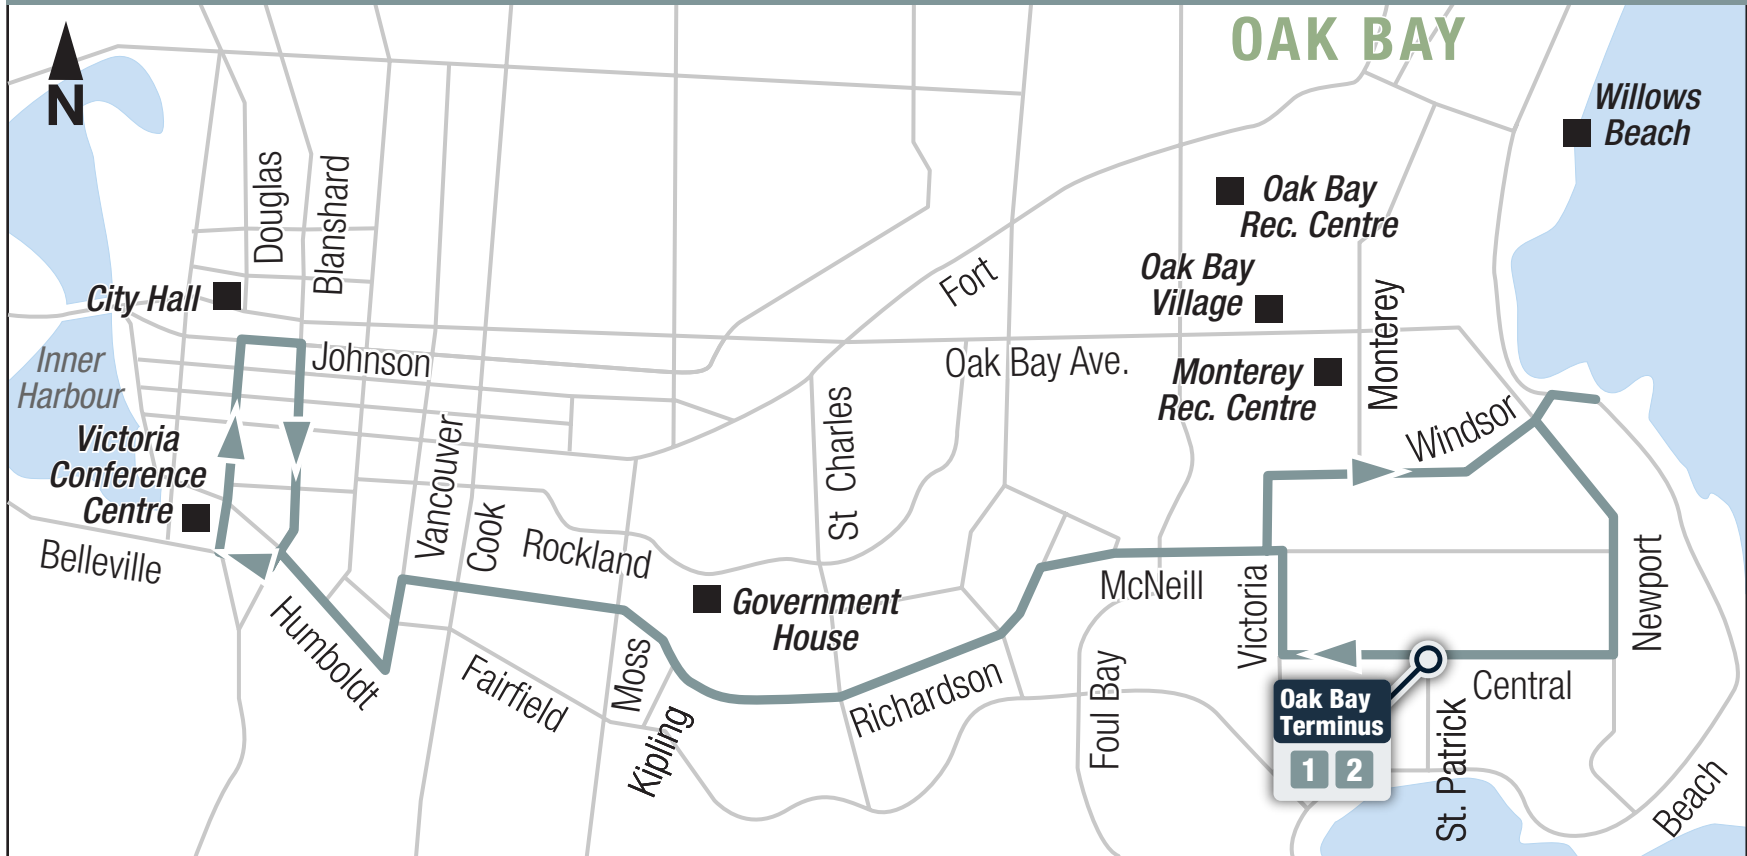 OAK BAY
N
Willows
Beach
Douglas
Blanshard
Oak Bay
Rec. Centre
Oak Bay
Village
Fort
Monterey
City Hall
Johnson
Inner
Harbour
Oak Bay Ave.
Monterey
Rec. Centre
St Charles
Windsor
Victoria
Conference
Centre
Vancouver
Cook
Rockland
Belleville
McNeill
Victoria
Newport
Government
House
Humboldt
Fairfield
Moss
Kipling
Richardson
Foul Bay
Central
Oak Bay
Terminus
1 2
St. Patrick
Beach